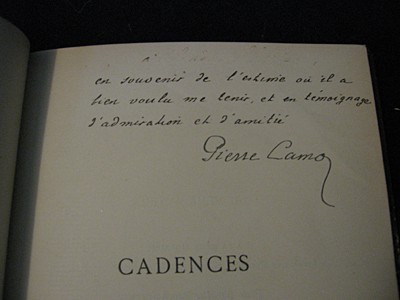 en souvenir de l'estime où il a
bien voulu me tenir, et en témoignage
d'admiration et d'amitié
Pierre Camo
CADENCES